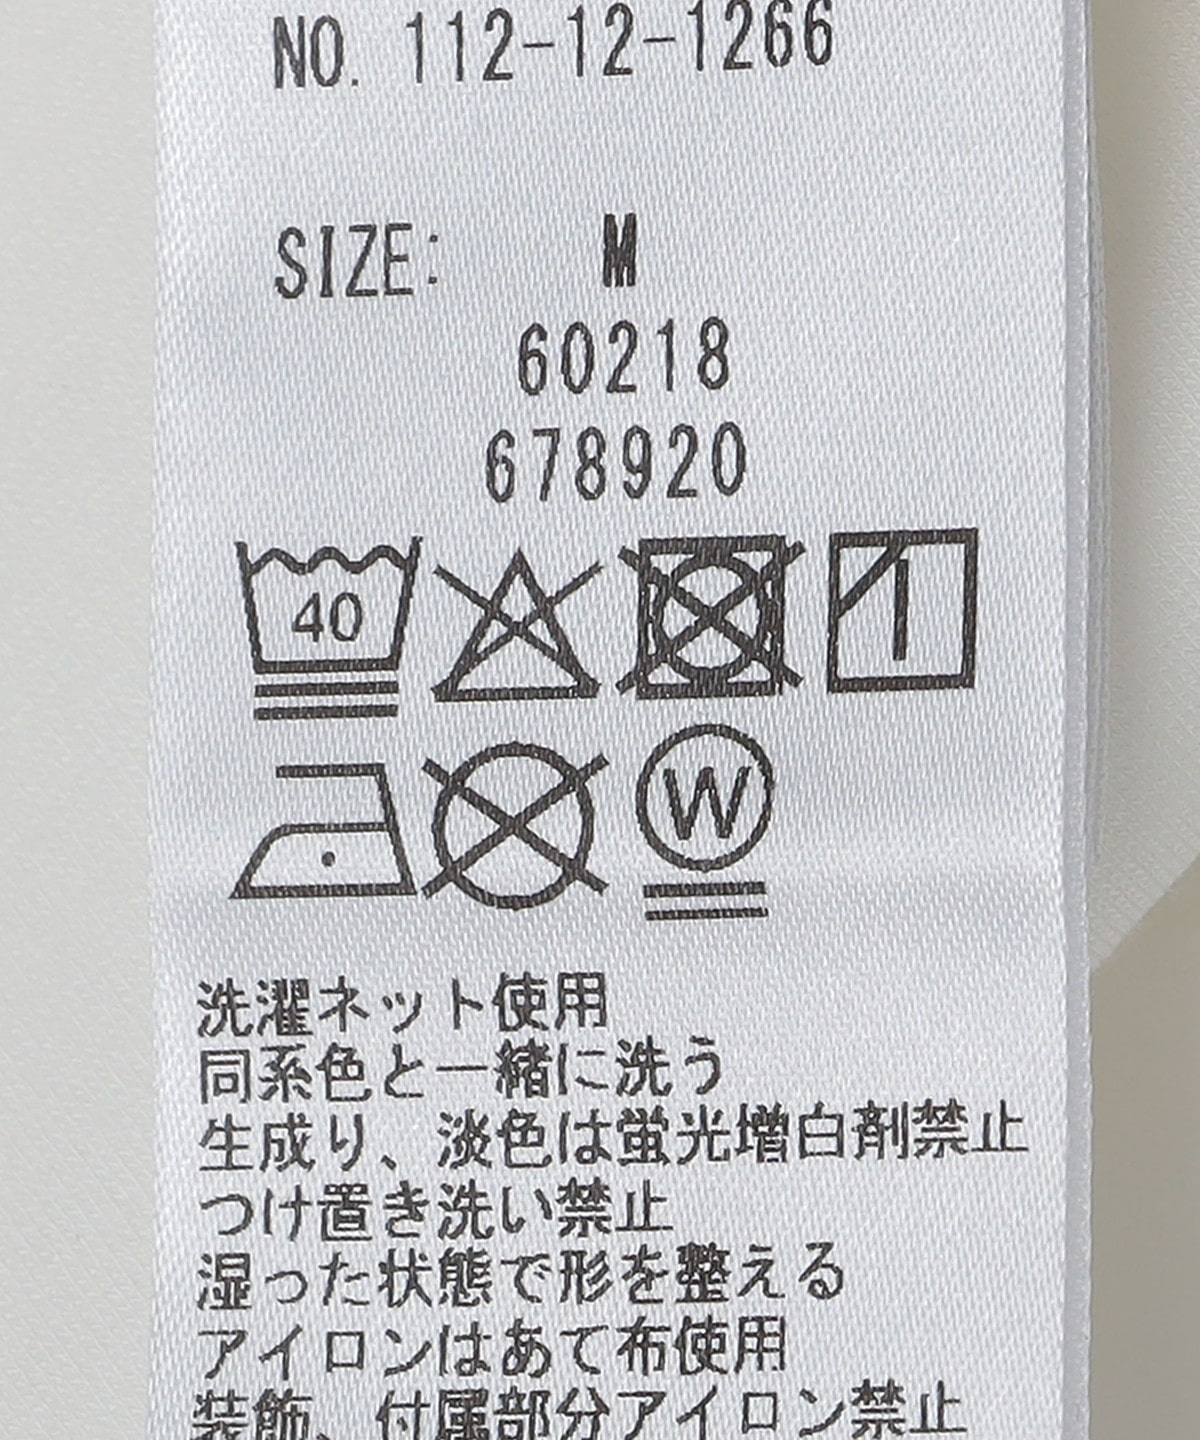 NO. 112-12-1266
SIZE: M
60218
678920
40
W
洗濯ネット使用
同系色と一緒に洗う
生成り、淡色は蛍光増白剤禁止
つけ置き洗い禁止
湿った状態で形を整える
アイロンはあて布使用
装飾、付属部分アイロン禁止